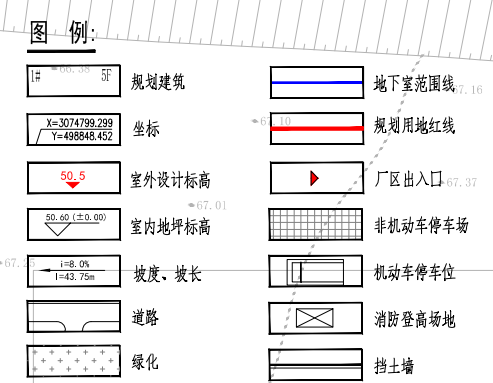 图 例:
1# 5F 规划建筑
66.38
X=3074799.299
Y=498848.452
坐标
50.5 室外设计标高
67.01
50.60 (±0.00) 室内地坪标高
67.25
i=8.0%
l=43.75m
坡度、坡长
道路
绿化
地下室范围线
67.16
67.10
规划用地红线
厂区出入口
67.37
非机动车停车场
机动车停车位
消防登高场地
挡土墙